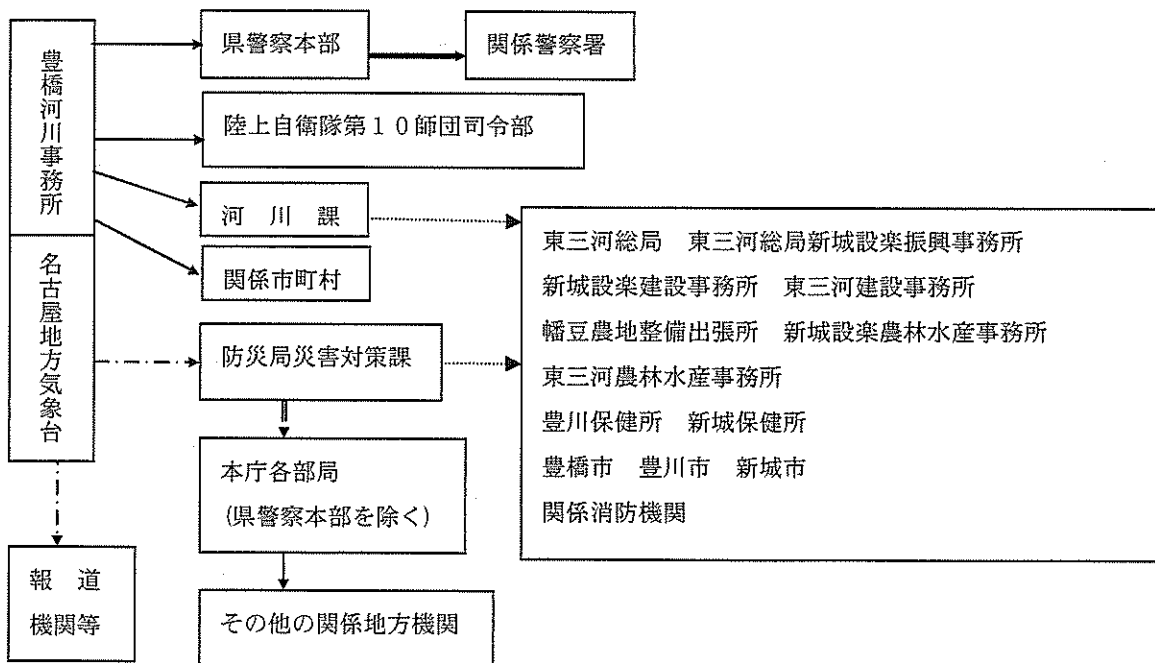 豊橋河川事務所
名古屋地方気象台
県警察本部
関係警察署
陸上自衛隊第１０師団司令部
河　川　課
関係市町村
防災局災害対策課
本庁各部局
(県警察本部を除く)
その他の関係地方機関
報　道
機関等
東三河総局　東三河総局新城設楽振興事務所
新城設楽建設事務所　東三河建設事務所
幡豆農地整備出張所　新城設楽農林水産事務所
東三河農林水産事務所
豊川保健所　新城保健所
豊橋市　豊川市　新城市
関係消防機関